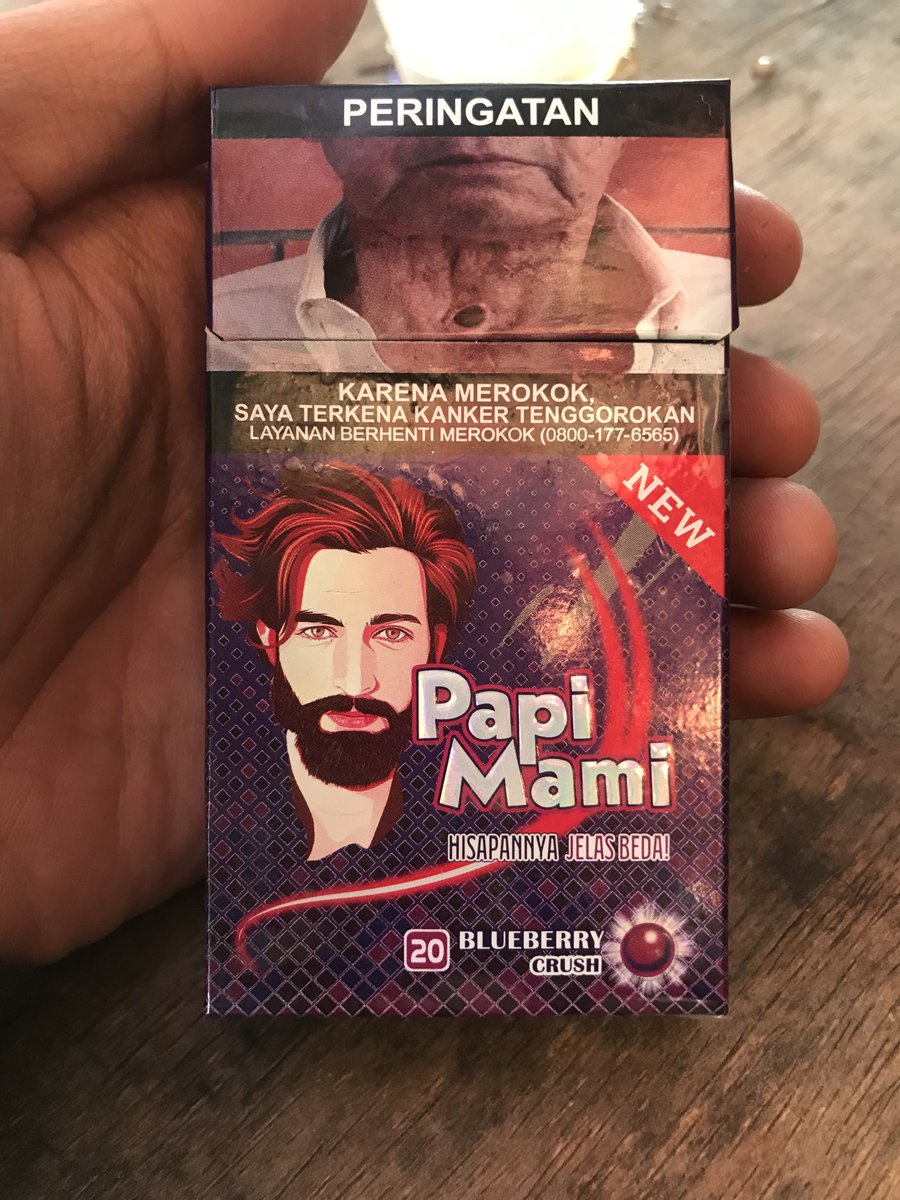 PERINGATAN
KARENA MEROKOK,
SAYA TERKENA KANKER TENGGOROKAN
LAYANAN BERHENTI MEROKOK (0800-177-6565)
NEW
Papi
Mami
HISAPANNYA JELAS BEDA!
20 BLUEBERRY
CRUSH